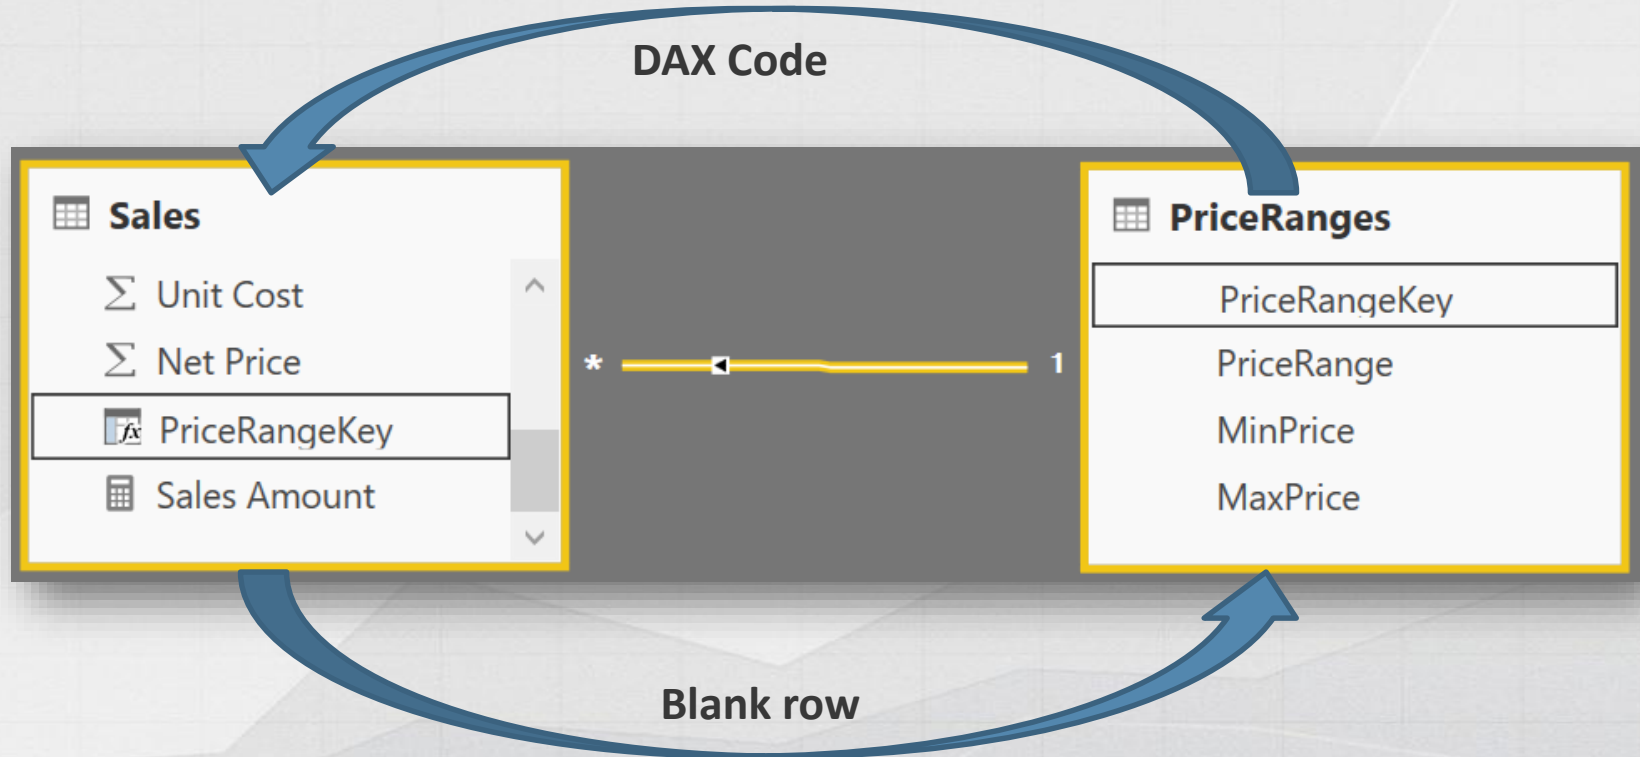 DAX Code
Sales
Unit Cost
Net Price
PriceRangeKey
Sales Amount
* 1
PriceRanges
PriceRangeKey
PriceRange
MinPrice
MaxPrice
Blank row